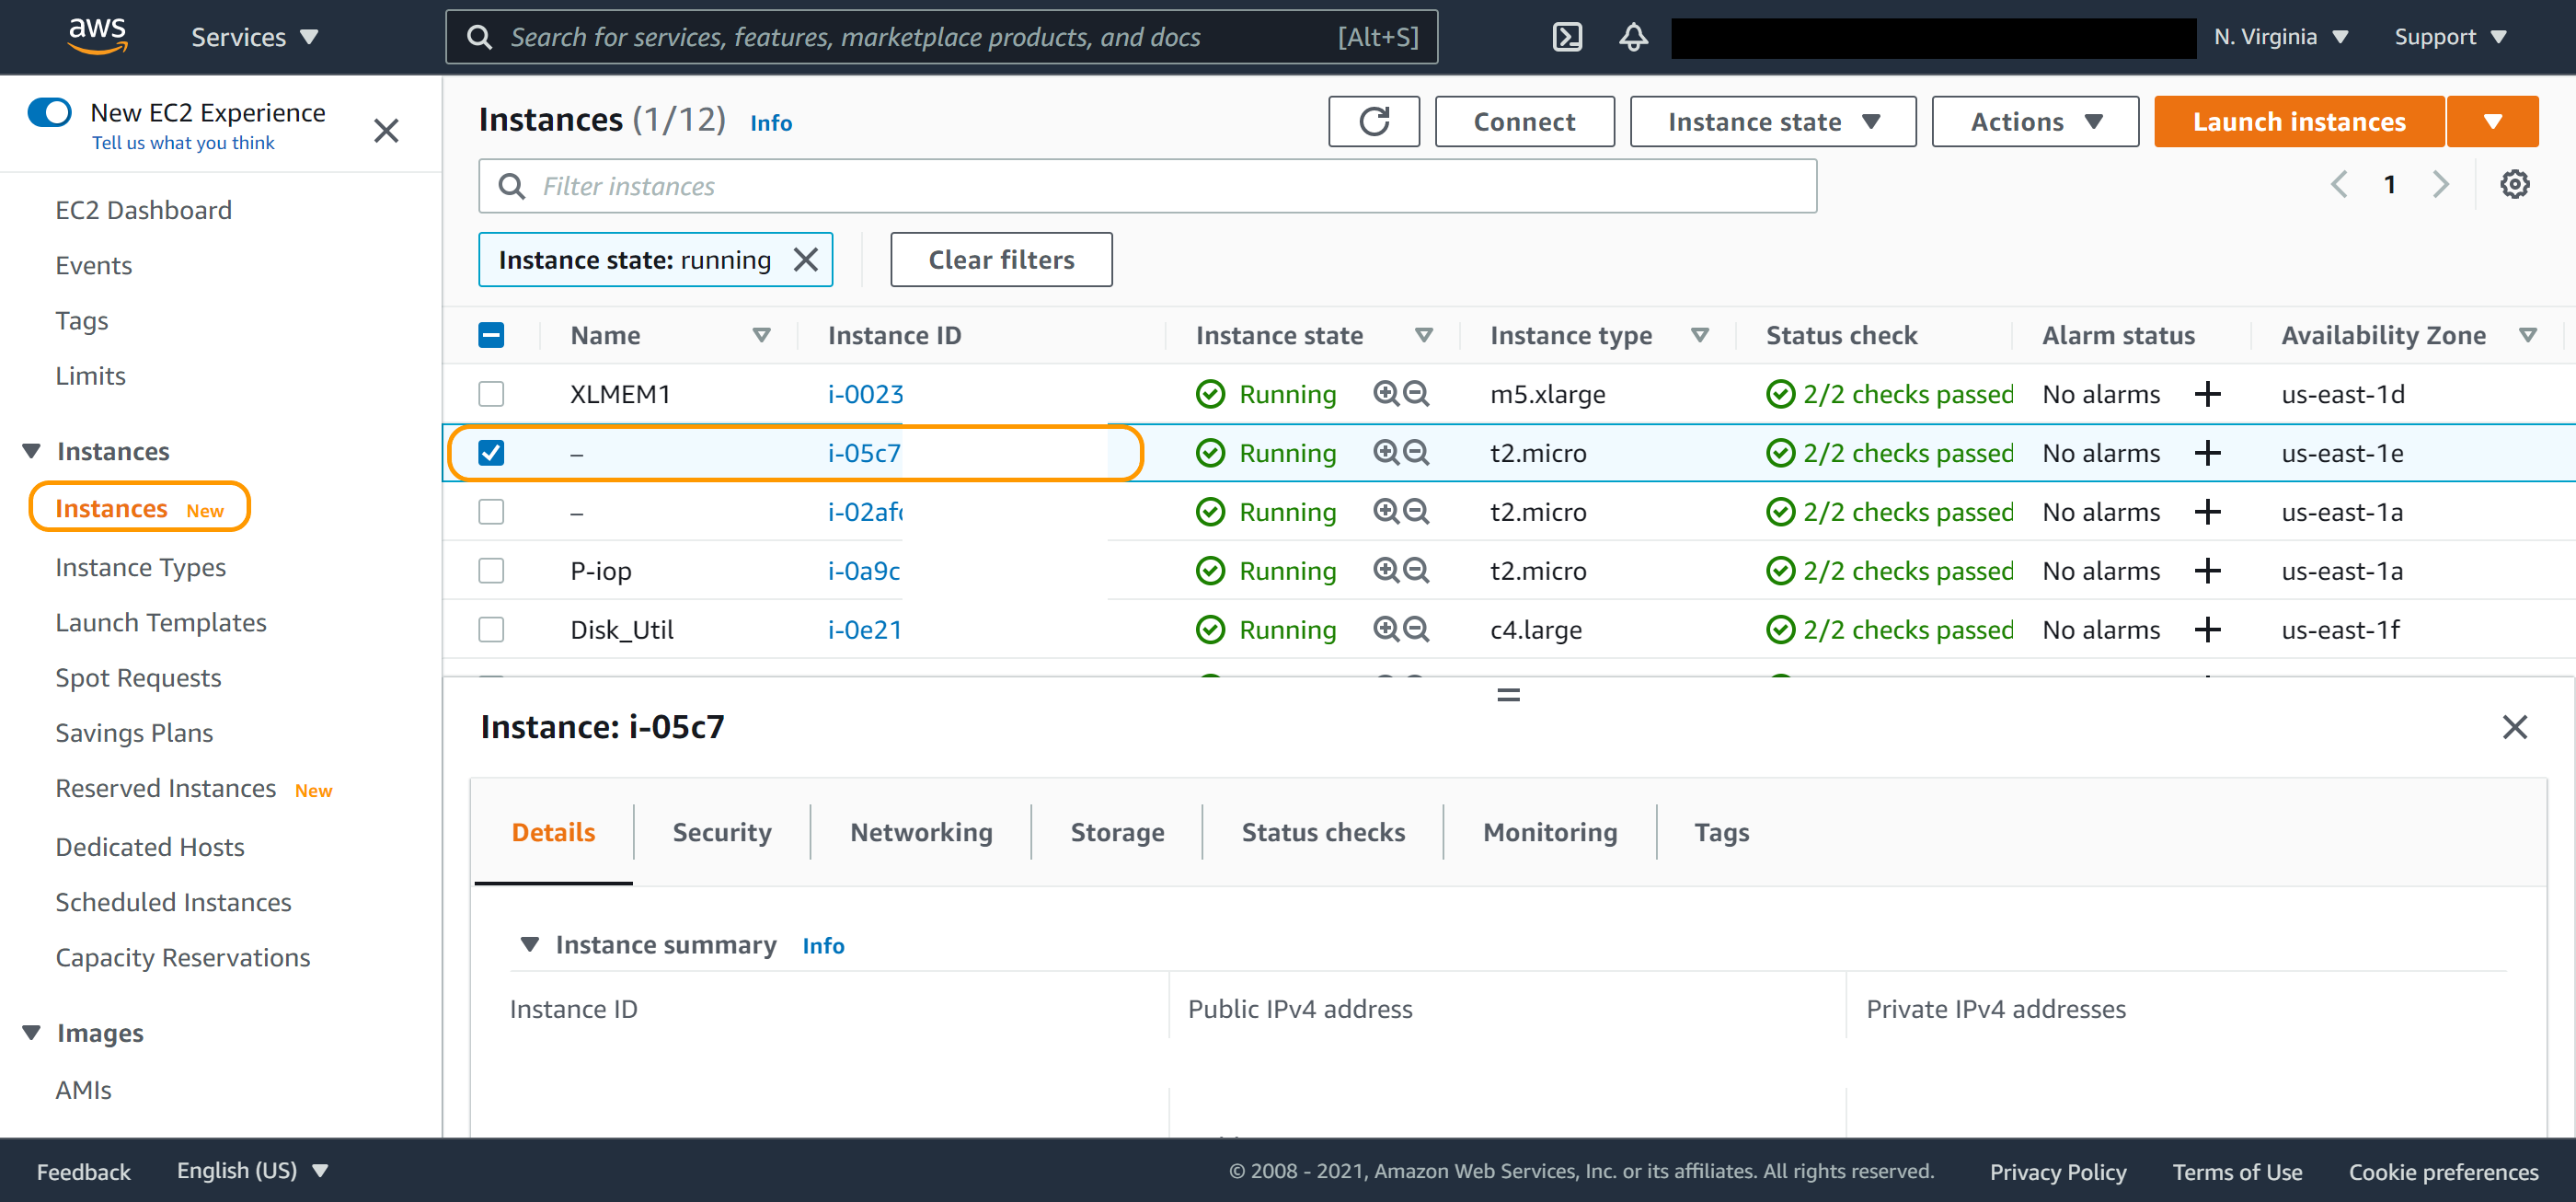 aws Services Search for services, features, marketplace products, and docs [Alt+S] N. Virginia Support
New EC2 Experience
Tell us what you think
EC2 Dashboard
Events
Tags
Limits
Instances
Instances New
Instance Types
Launch Templates
Spot Requests
Savings Plans
Reserved Instances New
Dedicated Hosts
Scheduled Instances
Capacity Reservations
Images
AMIs
Instances (1/12) Info Connect Instance state Actions Launch instances
Filter instances 1
Instance state: running Clear filters
Name Instance ID Instance state Instance type Status check Alarm status Availability Zone
XLMEM1 i-0023 Running m5.xlarge 2/2 checks passed No alarms us-east-1d
– i-05c7 Running t2.micro 2/2 checks passed No alarms us-east-1e
– i-02af Running t2.micro 2/2 checks passed No alarms us-east-1a
P-iop i-0a9c Running t2.micro 2/2 checks passed No alarms us-east-1a
Disk_Util i-0e21 Running c4.large 2/2 checks passed No alarms us-east-1f
Instance: i-05c7
Details Security Networking Storage Status checks Monitoring Tags
Instance summary Info
Instance ID Public IPv4 address Private IPv4 addresses
Feedback English (US) © 2008 - 2021, Amazon Web Services, Inc. or its affiliates. All rights reserved. Privacy Policy Terms of Use Cookie preferences